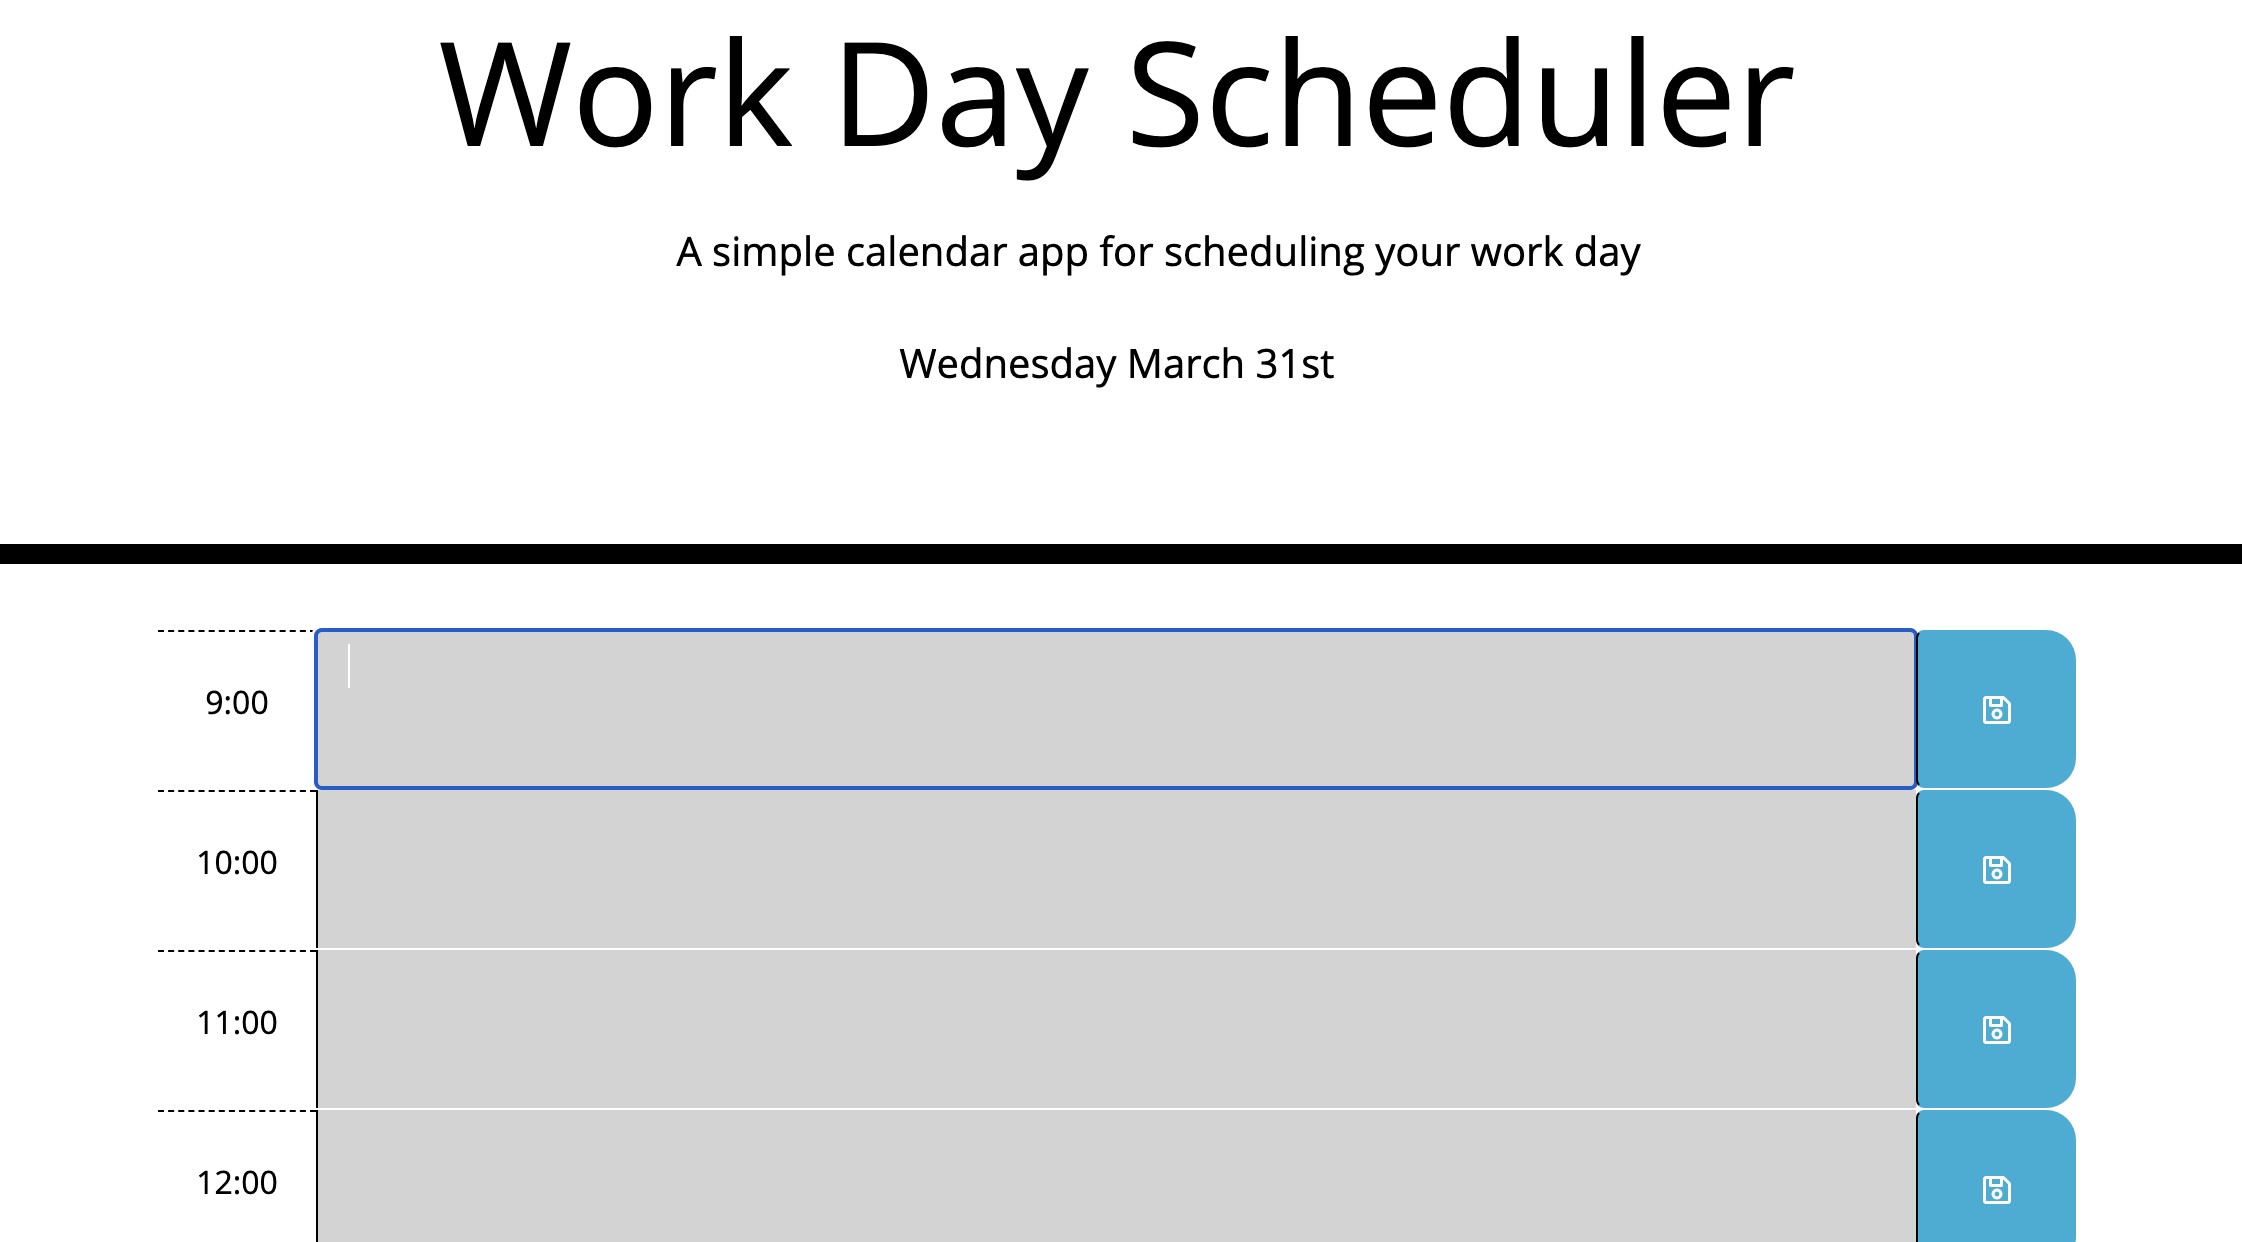 Work Day Scheduler
A simple calendar app for scheduling your work day
Wednesday March 31st
9:00
10:00
11:00
12:00